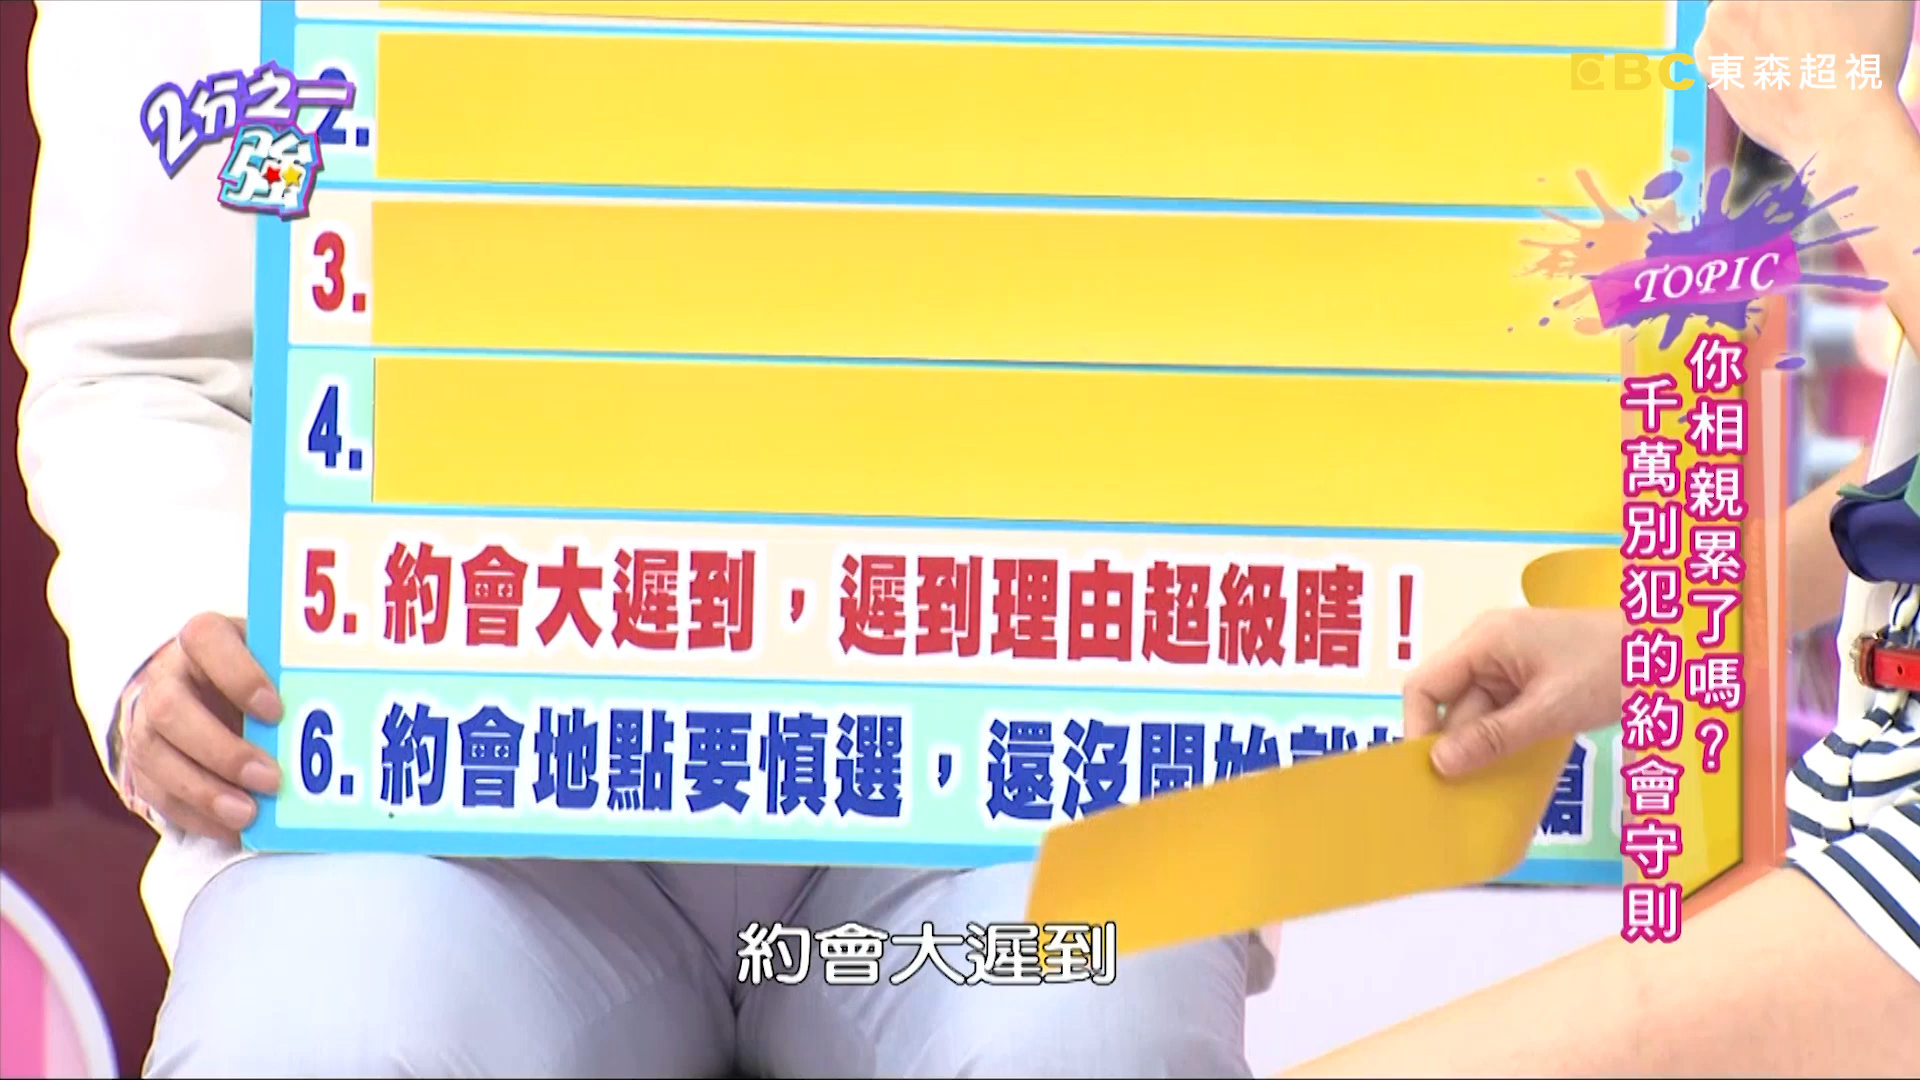 2分之一強
EBC 東森超視
TOPIC
你相親累了嗎？
千萬別犯的約會守則
2.
3.
4.
5. 約會大遲到，遲到理由超級瞎！
6. 約會地點要慎選，還沒開始就
約會大遲到